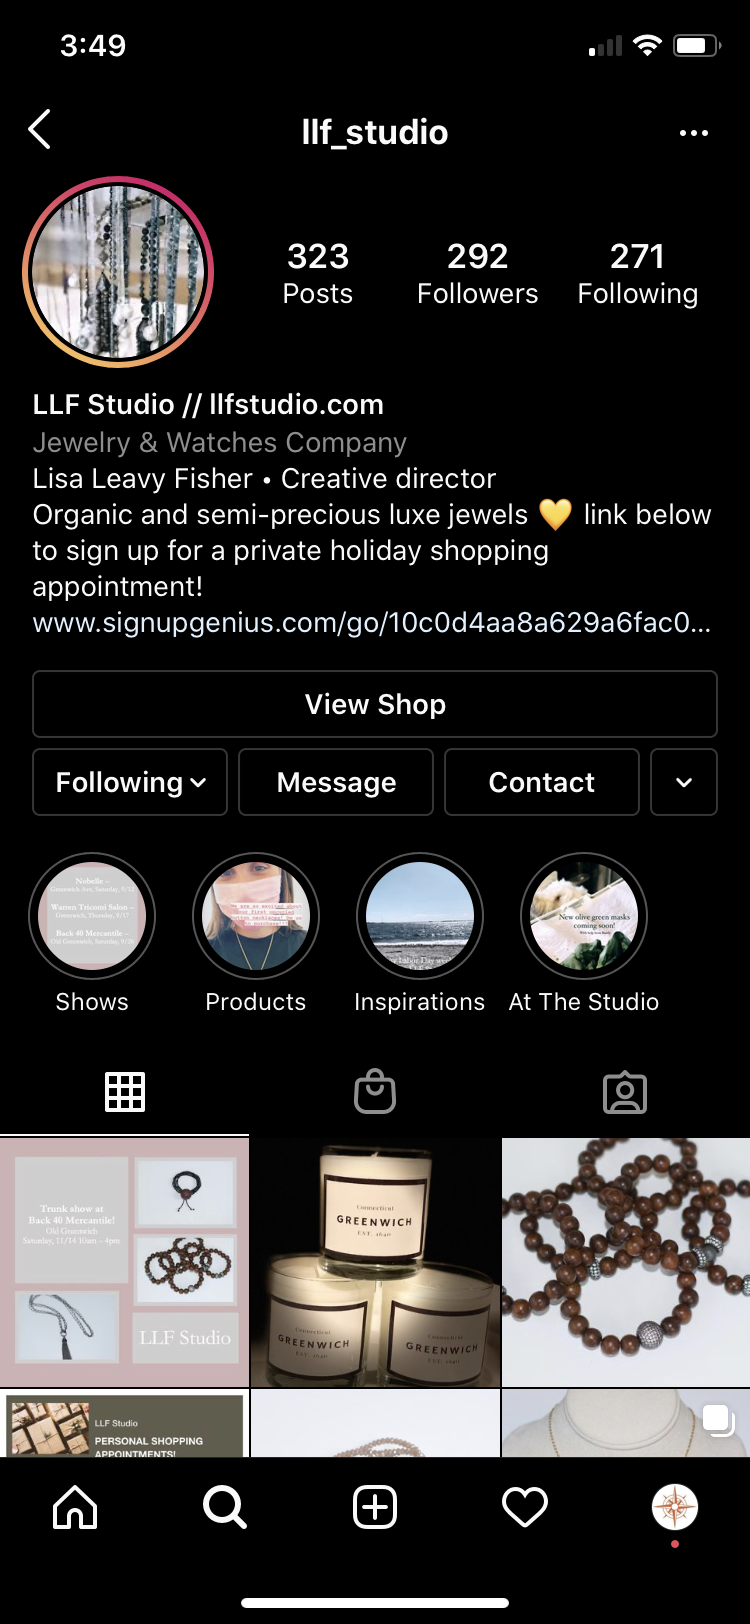 3:49
llf_studio
323
Posts
292
Followers
271
Following
LLF Studio // llfstudio.com
Jewelry & Watches Company
Lisa Leavy Fisher • Creative director
Organic and semi-precious luxe jewels 💛 link below
to sign up for a private holiday shopping
appointment!
www.signupgenius.com/go/10c0d4aa8a629a6fac0...
View Shop
Following
Message
Contact
Nobelle –
Greenwich Ave, Saturday, 9/12
Warren Tricomi Salon –
Greenwich, Thursday, 9/17
Back 40 Mercantile –
Old Greenwich, Saturday, 9/26
New olive green masks
coming soon!
Shows
Products
Inspirations
At The Studio
Trunk show at
Back 40 Mercantile!
Old Greenwich
Saturday, 11/14 10am – 4pm
LLF Studio
Connecticut
GREENWICH
EST. 1640
Connecticut
GREENWICH
EST. 1640
Connecticut
GREENWICH
EST. 1640
LLF Studio
PERSONAL SHOPPING
APPOINTMENTS!